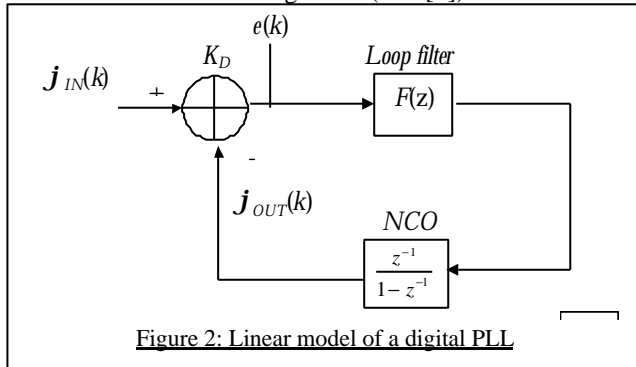 e(k)
K_D
Loop filter
j_IN(k)
+
F(z)
-
j_OUT(k)
NCO
z^-1
1- z^-1
Figure 2: Linear model of a digital PLL